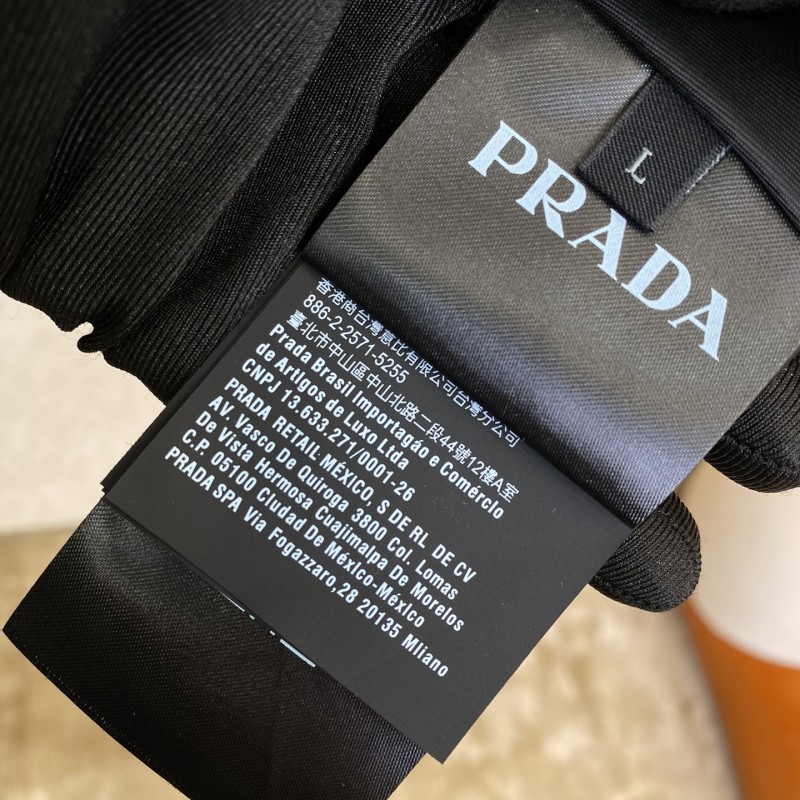 PRADA
L
香港商台灣意比有限公司台灣分公司
886-2-2571-5255
臺北市中山區中山北路二段44號12樓A室
Prada Brasil Importagáo e Comércio
de Artigos de Luxo Ltda
CNPJ 13.633.271/0001-26
PRADA RETAIL MÉXICO, S DE RL DE CV
AV. Vasco De Quiroga 3800 Col. Lomas
De Vista Hermosa Cuajimalpa De Morelos
C.P. 05100 Ciudad De México-México
PRADA SPA Via Fogazzaro,28 20135 Mliano